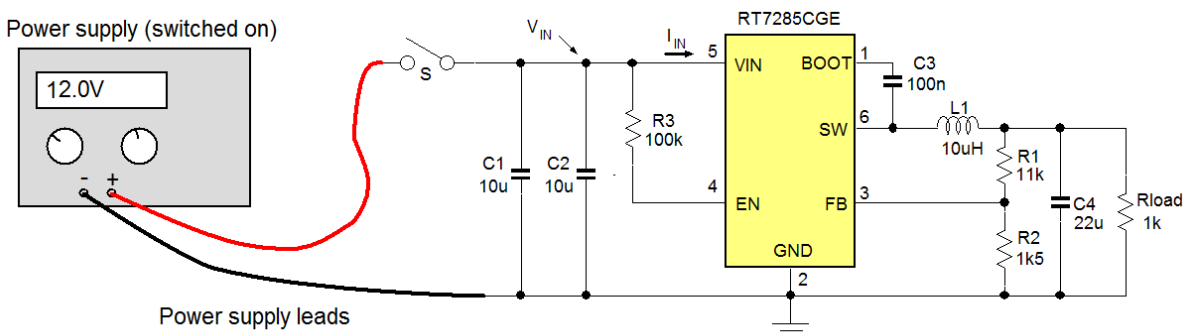 Power supply (switched on)
12.0V
- +
Power supply leads
S
V_IN
I_IN
RT7285CGE
5
VIN
BOOT
1
C3
100n
R3
100k
SW
6
L1
10uH
C1
10u
C2
10u
4
EN
FB
3
R1
11k
C4
22u
Rload
1k
R2
1k5
GND
2